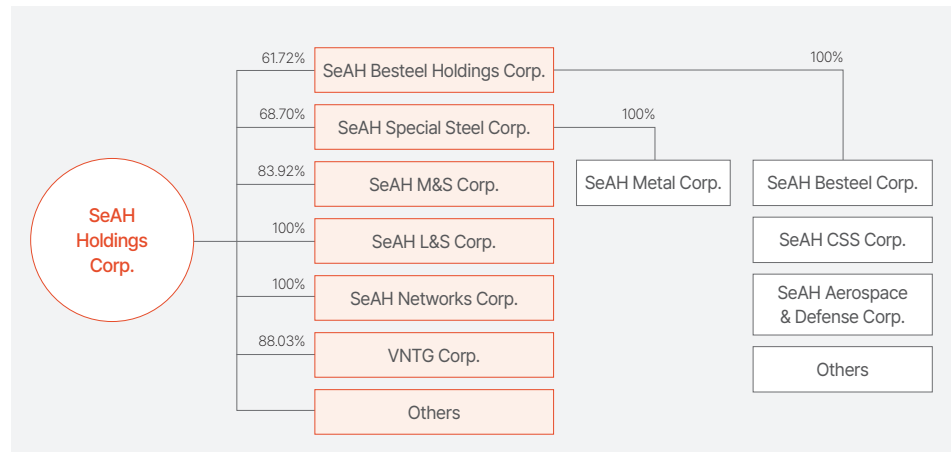 SeAH
Holdings
Corp.
61.72%
SeAH Besteel Holdings Corp.
100%
68.70%
SeAH Special Steel Corp.
100%
83.92%
SeAH M&S Corp.
SeAH Metal Corp.
SeAH Besteel Corp.
100%
SeAH L&S Corp.
SeAH CSS Corp.
100%
SeAH Networks Corp.
SeAH Aerospace
& Defense Corp.
88.03%
VNTG Corp.
Others
Others